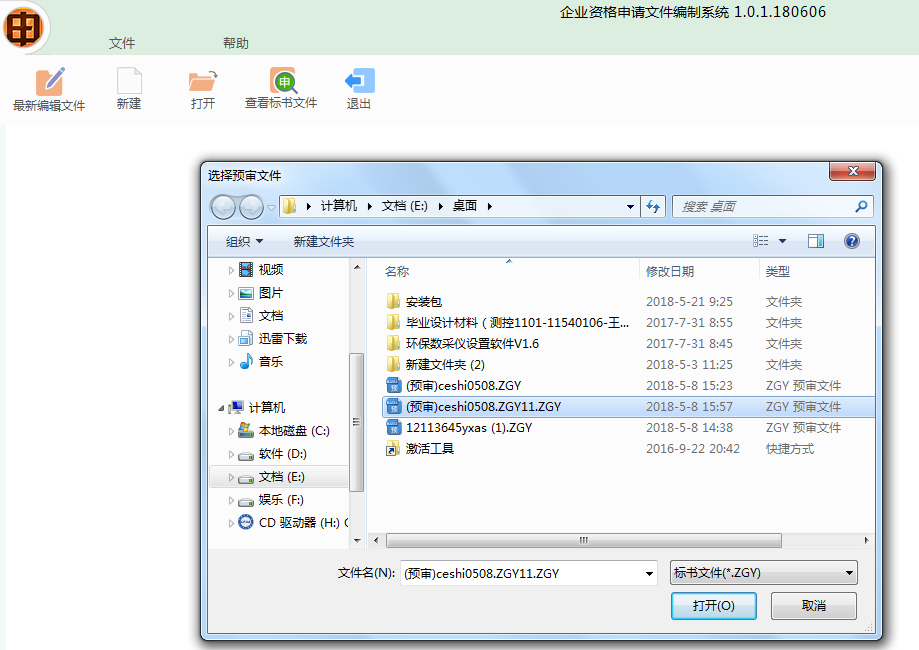 企业资格申请文件编制系统 1.0.1.180606
申
文件 帮助
最新编辑文件 新建 打开 查看标书文件 退出
申
选择预审文件
计算机 文档 (E:) 桌面 搜索 桌面
组织 新建文件夹
名称 修改日期 类型
视频
图片
文档
迅雷下载
音乐
计算机
本地磁盘 (C:)
软件 (D:)
文档 (E:)
娱乐 (F:)
CD 驱动器 (H:)
安装包 2018-5-21 9:25 文件夹
毕业设计材料（测控1101-11540106-王... 2017-7-31 8:55 文件夹
环保数采仪设置软件V1.6 2017-7-31 8:45 文件夹
新建文件夹 (2) 2018-5-3 11:25 文件夹
(预审)ceshi0508.ZGY 2018-5-8 15:23 ZGY 预审文件
(预审)ceshi0508.ZGY11.ZGY 2018-5-8 15:57 ZGY 预审文件
12113645yxas (1).ZGY 2018-5-8 14:38 ZGY 预审文件
激活工具 2016-9-22 20:42 快捷方式
文件名(N): (预审)ceshi0508.ZGY11.ZGY 标书文件(*.ZGY)
打开(O) 取消